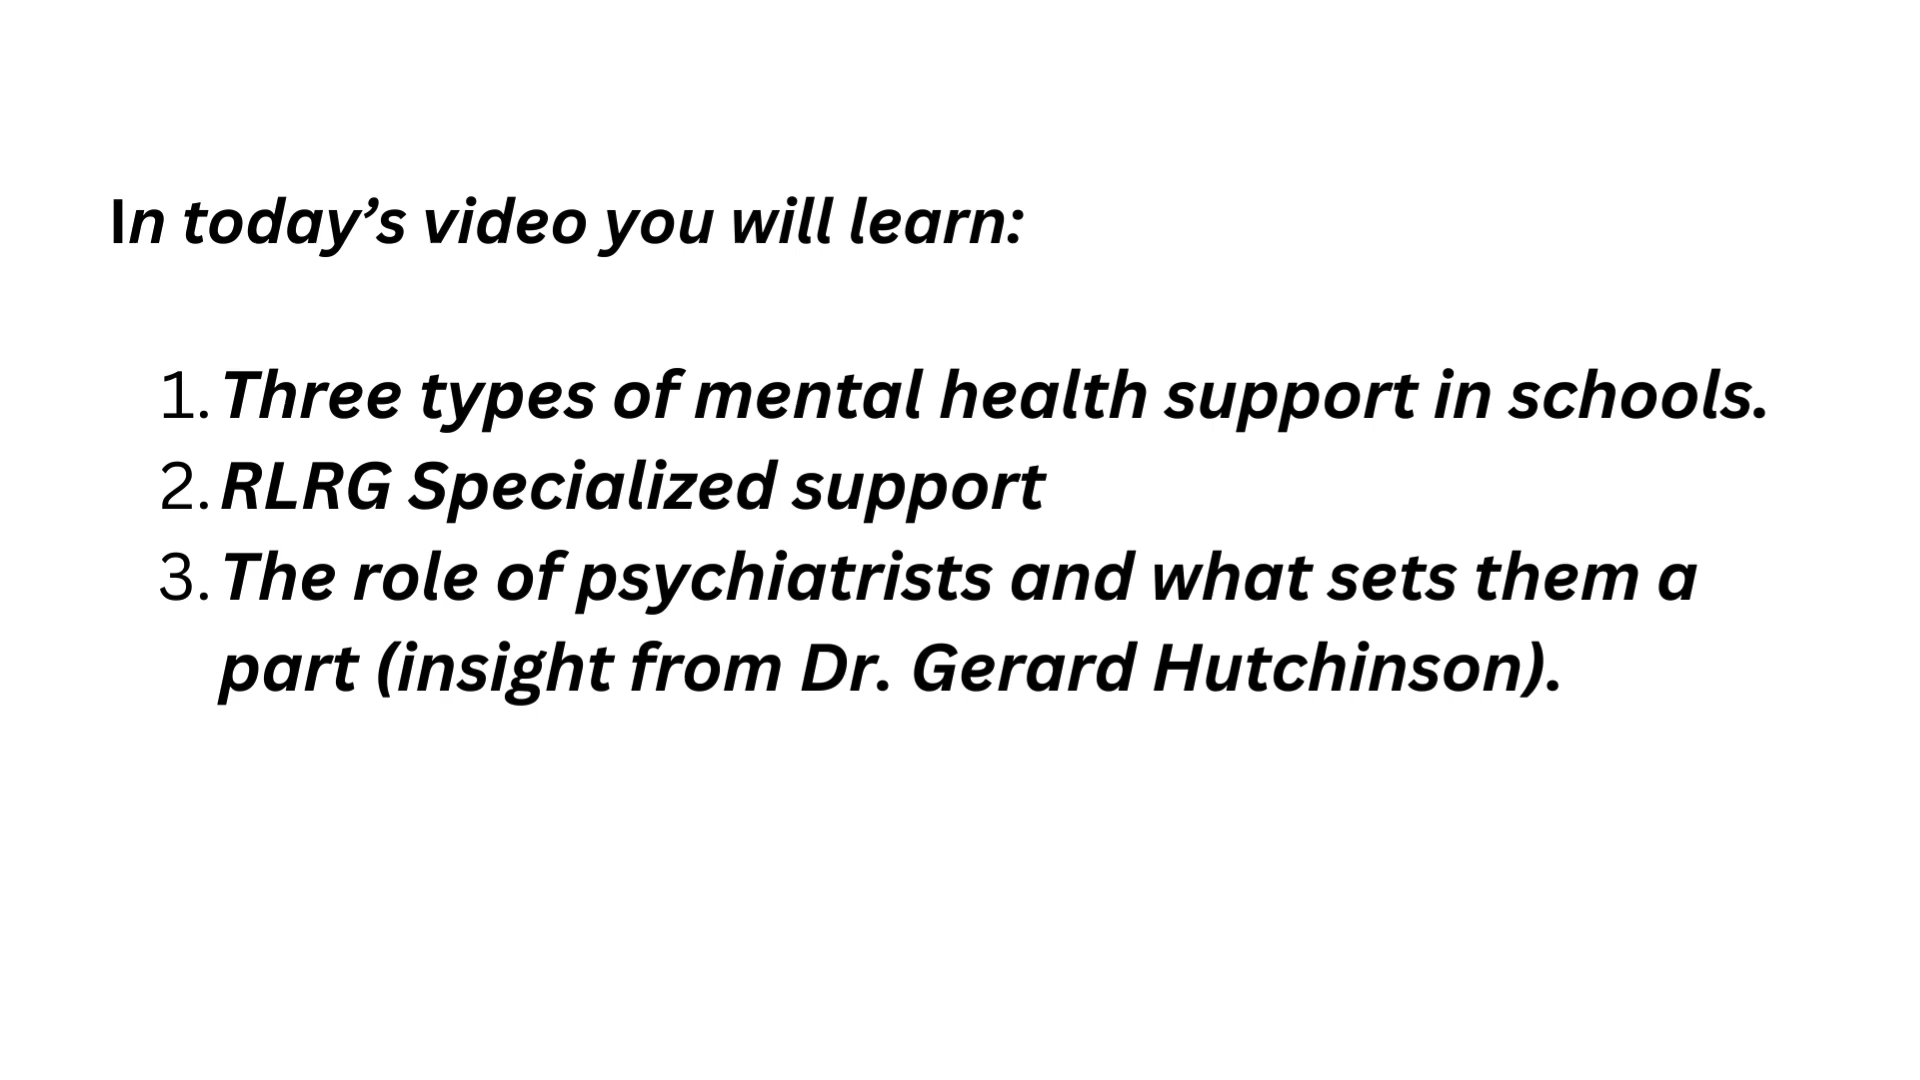 In today’s video you will learn:
1. Three types of mental health support in schools.
2. RLRG Specialized support
3. The role of psychiatrists and what sets them a
part (insight from Dr. Gerard Hutchinson).